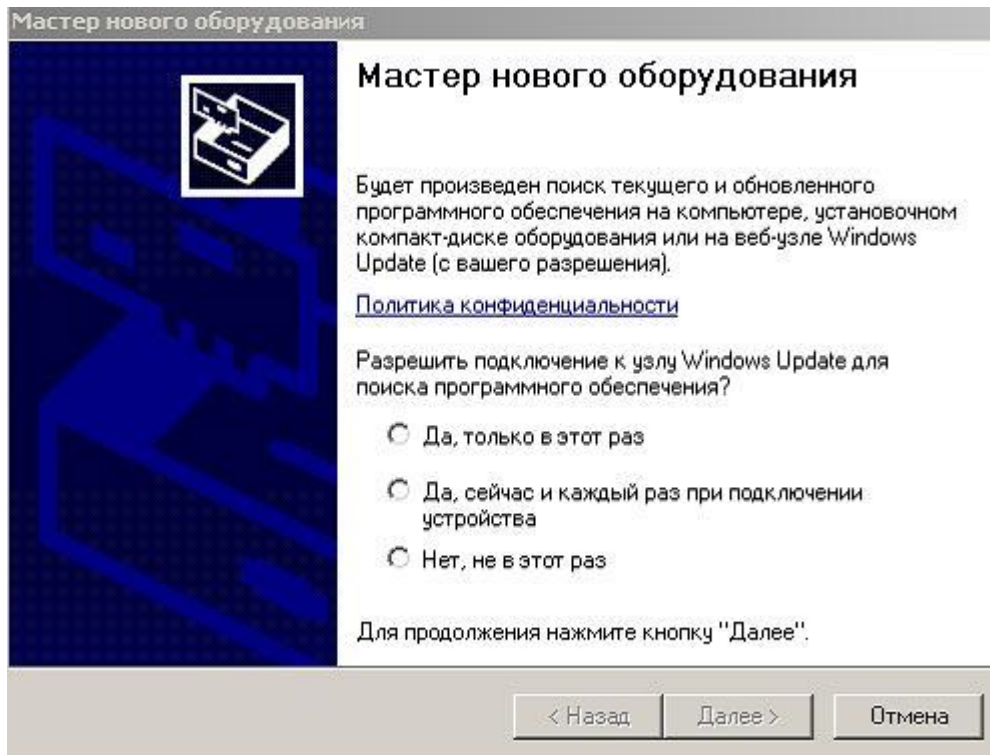 Мастер нового оборудования
Мастер нового оборудования
Будет произведен поиск текущего и обновленного
программного обеспечения на компьютере, установочном
компакт-диске оборудования или на веб-узле Windows
Update (с вашего разрешения).
Политика конфиденциальности
Разрешить подключение к узлу Windows Update для
поиска программного обеспечения?
Да, только в этот раз
Да, сейчас и каждый раз при подключении
устройства
Нет, не в этот раз
Для продолжения нажмите кнопку "Далее".
< Назад Далее > Отмена